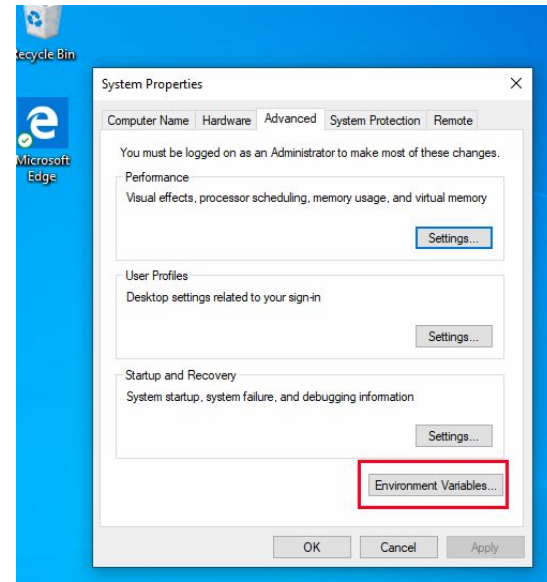 Recycle Bin
Microsoft
Edge
System Properties
Computer Name Hardware Advanced System Protection Remote
You must be logged on as an Administrator to make most of these changes.
Performance
Visual effects, processor scheduling, memory usage, and virtual memory
Settings...
User Profiles
Desktop settings related to your sign-in
Settings...
Startup and Recovery
System startup, system failure, and debugging information
Settings...
Environment Variables...
OK Cancel Apply